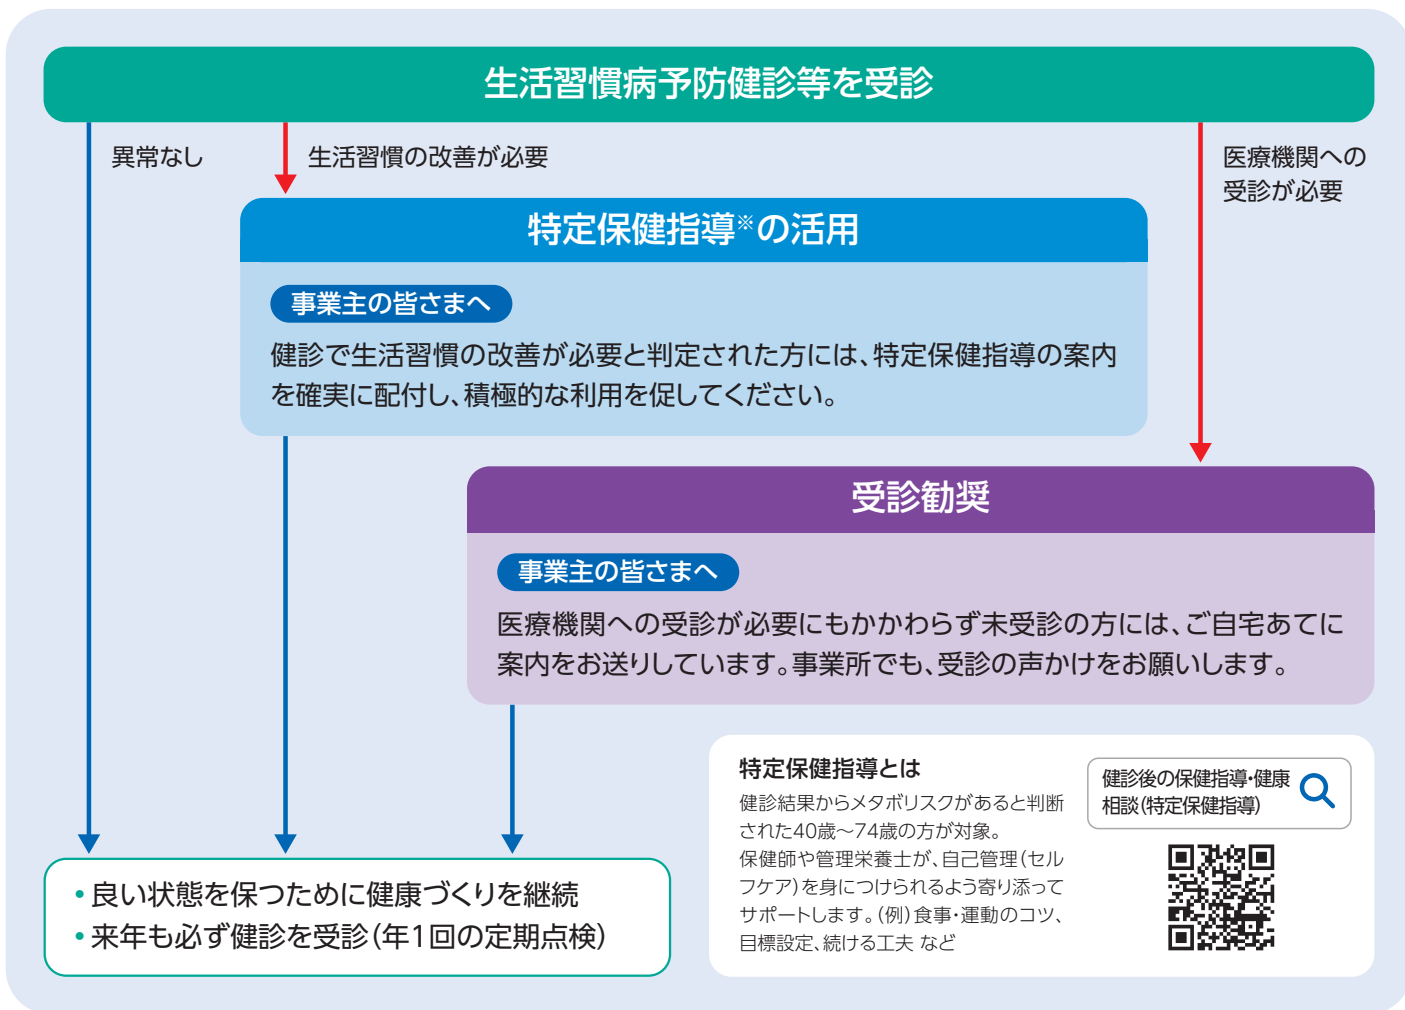 生活習慣病予防健診等を受診
異常なし
生活習慣の改善が必要
医療機関への
受診が必要
特定保健指導※の活用
事業主の皆さまへ
健診で生活習慣の改善が必要と判定された方には、特定保健指導の案内
を確実に配付し、積極的な利用を促してください。
受診勧奨
事業主の皆さまへ
医療機関への受診が必要にもかかわらず未受診の方には、ご自宅あてに
案内をお送りしています。事業所でも、受診の声かけをお願いします。
特定保健指導とは
健診結果からメタボリスクがあると判断
された40歳～74歳の方が対象。
保健師や管理栄養士が、自己管理（セル
フケア）を身につけられるよう寄り添って
サポートします。（例）食事・運動のコツ、
目標設定、続ける工夫 など
健診後の保健指導・健康
相談（特定保健指導）
・良い状態を保つために健康づくりを継続
・来年も必ず健診を受診（年1回の定期点検）